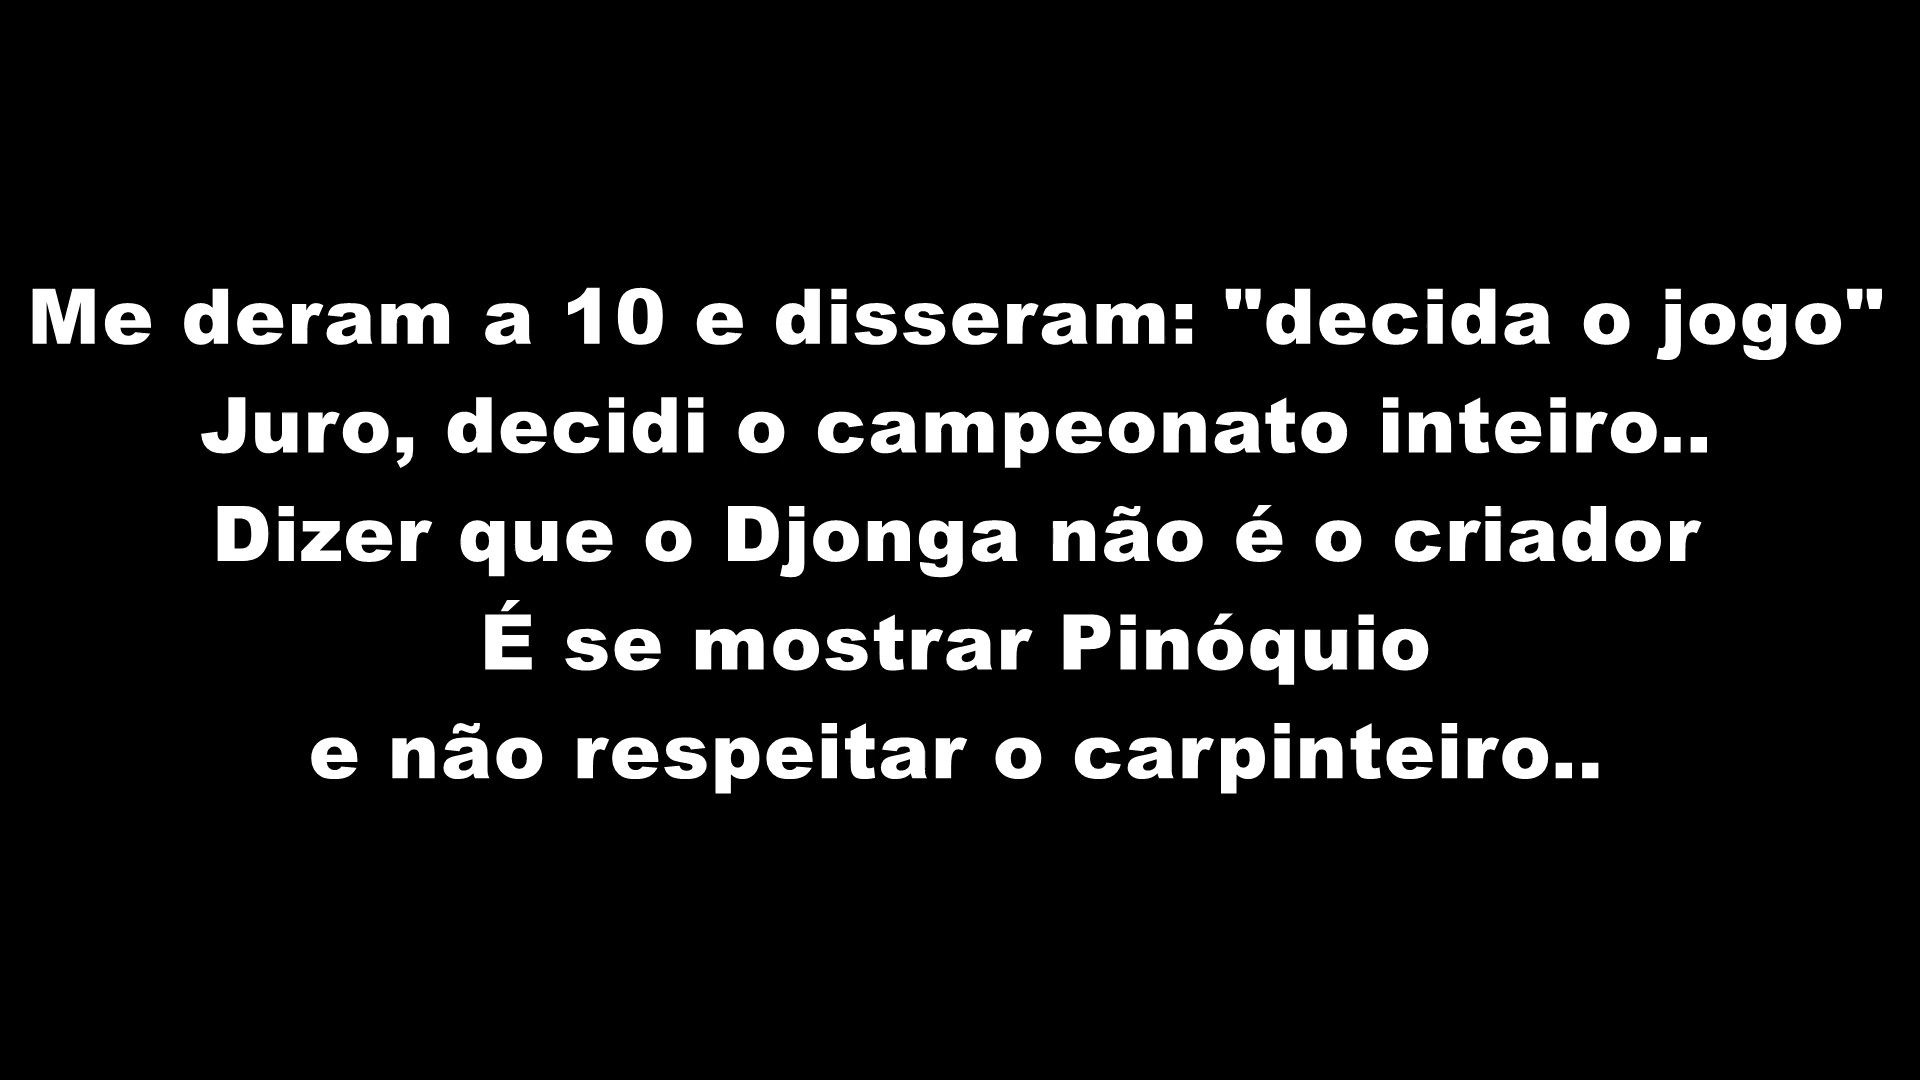 Me deram a 10 e disseram: "decida o jogo"
Juro, decidi o campeonato inteiro..
Dizer que o Djonga não é o criador
É se mostrar Pinóquio
e não respeitar o carpinteiro..